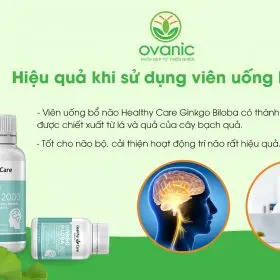 ovanic
Hiệu quả khi sử dụng viên uống
- Viên uống bổ não Healthy Care Ginkgo Biloba có thành
được chiết xuất từ lá và quả của cây bạch quả.
- Tốt cho não bộ, cải thiện hoạt động trí não rất hiệu quả.
Care
2000
Healthy Care